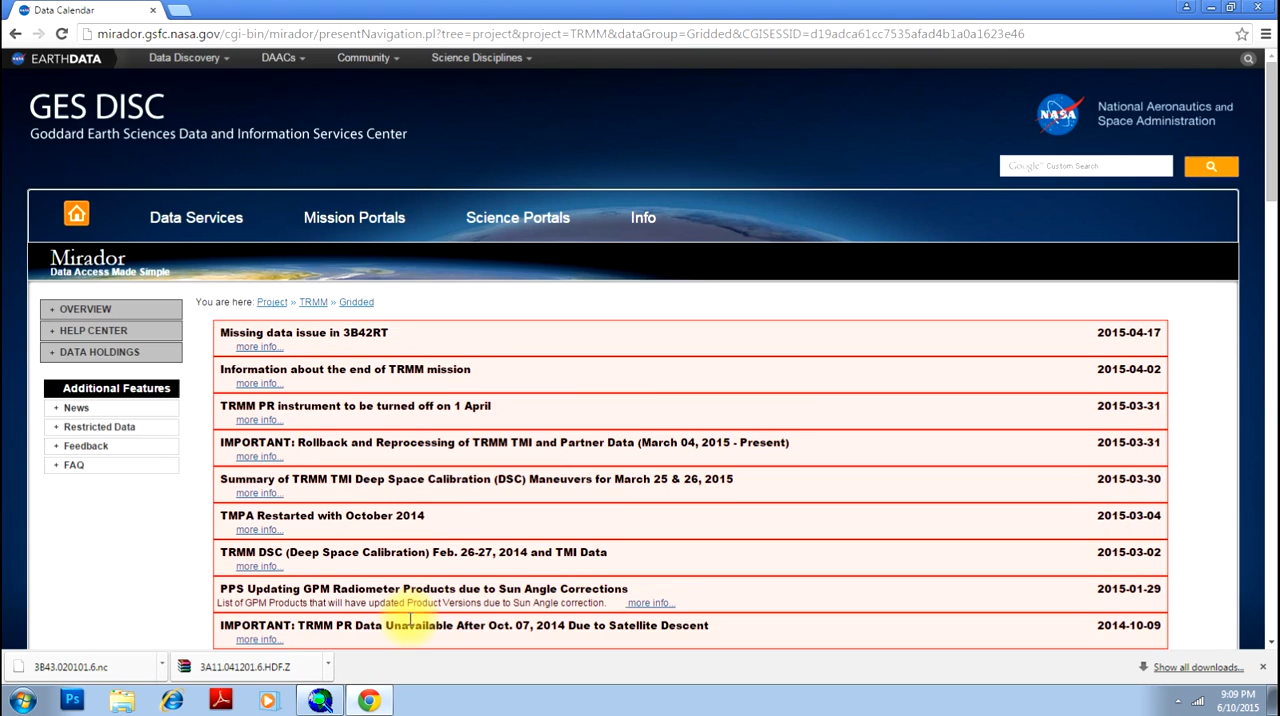 Data Calendar
mirador.gsfc.nasa.gov/cgi-bin/mirador/presentNavigation.pl?tree=project&project=TRMM&dataGroup=Gridded&CGISESSID=d19adca61cc7535afad4b1a0a1628e46
EARTHDATA Data Discovery DAACs Community Science Disciplines
GES DISC
Goddard Earth Sciences Data and Information Services Center
NASA
National Aeronautics and
Space Administration
Google™ Custom Search
Data Services Mission Portals Science Portals Info
Mirador
Data Access Made Simple
+ OVERVIEW
+ HELP CENTER
+ DATA HOLDINGS
Additional Features
+ News
+ Restricted Data
+ Feedback
+ FAQ
You are here: Project » TRMM » Gridded
Missing data issue in 3B42RT 2015-04-17
more info...
Information about the end of TRMM mission 2015-04-02
more info...
TRMM PR instrument to be turned off on 1 April 2015-03-31
more info...
IMPORTANT: Rollback and Reprocessing of TRMM TMI and Partner Data (March 04, 2015 - Present) 2015-03-31
more info...
Summary of TRMM TMI Deep Space Calibration (DSC) Maneuvers for March 25 & 26, 2015 2015-03-30
more info...
TMPA Restarted with October 2014 2015-03-04
more info...
TRMM DSC (Deep Space Calibration) Feb. 26-27, 2014 and TMI Data 2015-03-02
more info...
PPS Updating GPM Radiometer Products due to Sun Angle Corrections 2015-01-29
List of GPM Products that will have updated Product Versions due to Sun Angle correction. more info...
IMPORTANT: TRMM PR Data Unavailable After Oct. 07, 2014 Due to Satellite Descent 2014-10-09
more info...
3B43.020101.6.nc 3A11.041201.6.HDF.Z Show all downloads...
Ps
9:09 PM
6/10/2015